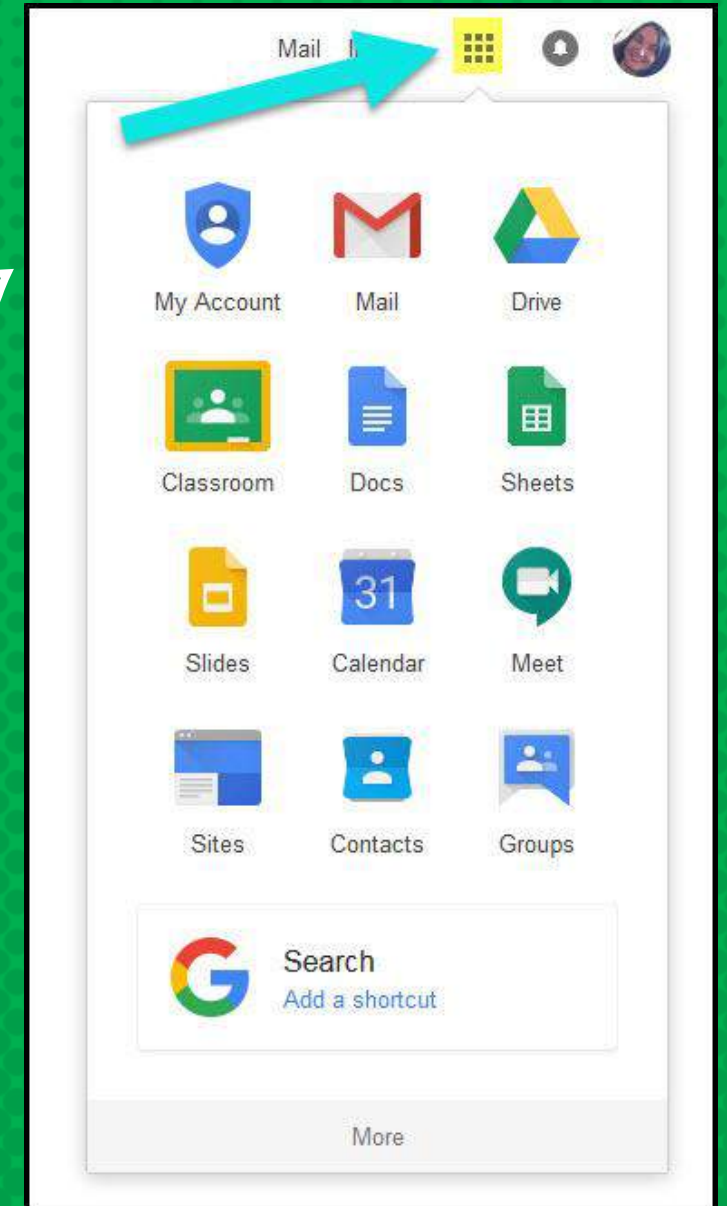 Mail
My Account Mail Drive
Classroom Docs Sheets
31
Slides Calendar Meet
Sites Contacts Groups
G
Search
Add a shortcut
More